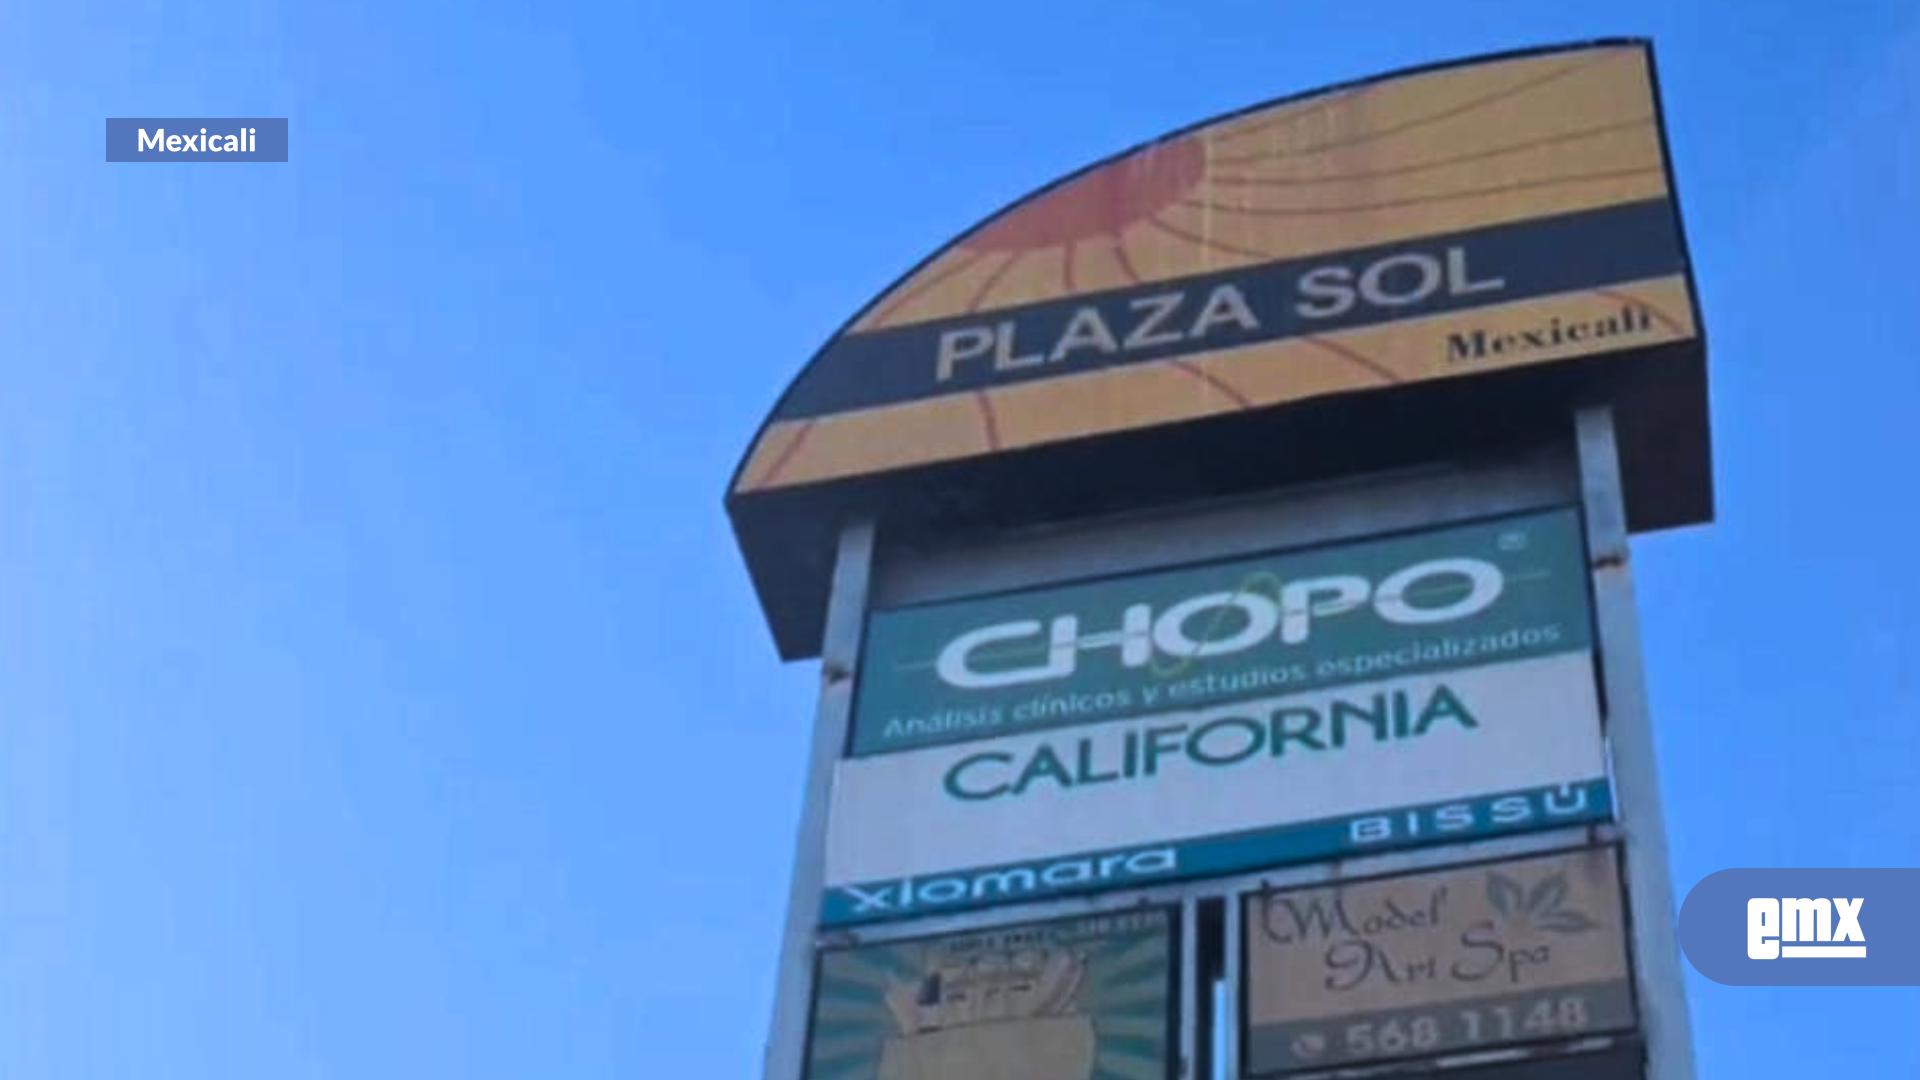 Mexicali
PLAZA SOL
Mexicali
CHOPO®
Análisis clínicos y estudios especializados
CALIFORNIA
xiomara BISSÚ
Model
Art Spa
568 1148
emx